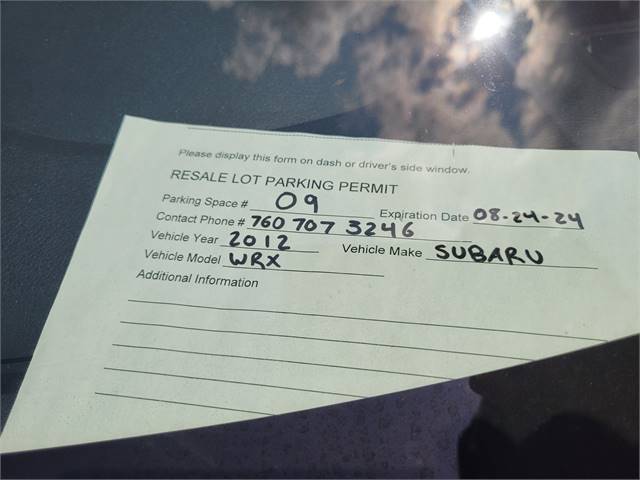 Please display this form on dash or driver's side window.
RESALE LOT PARKING PERMIT
Parking Space # 09 Expiration Date 08-24-24
Contact Phone # 760 707 3246
Vehicle Year 2012 Vehicle Make SUBARU
Vehicle Model WRX
Additional Information